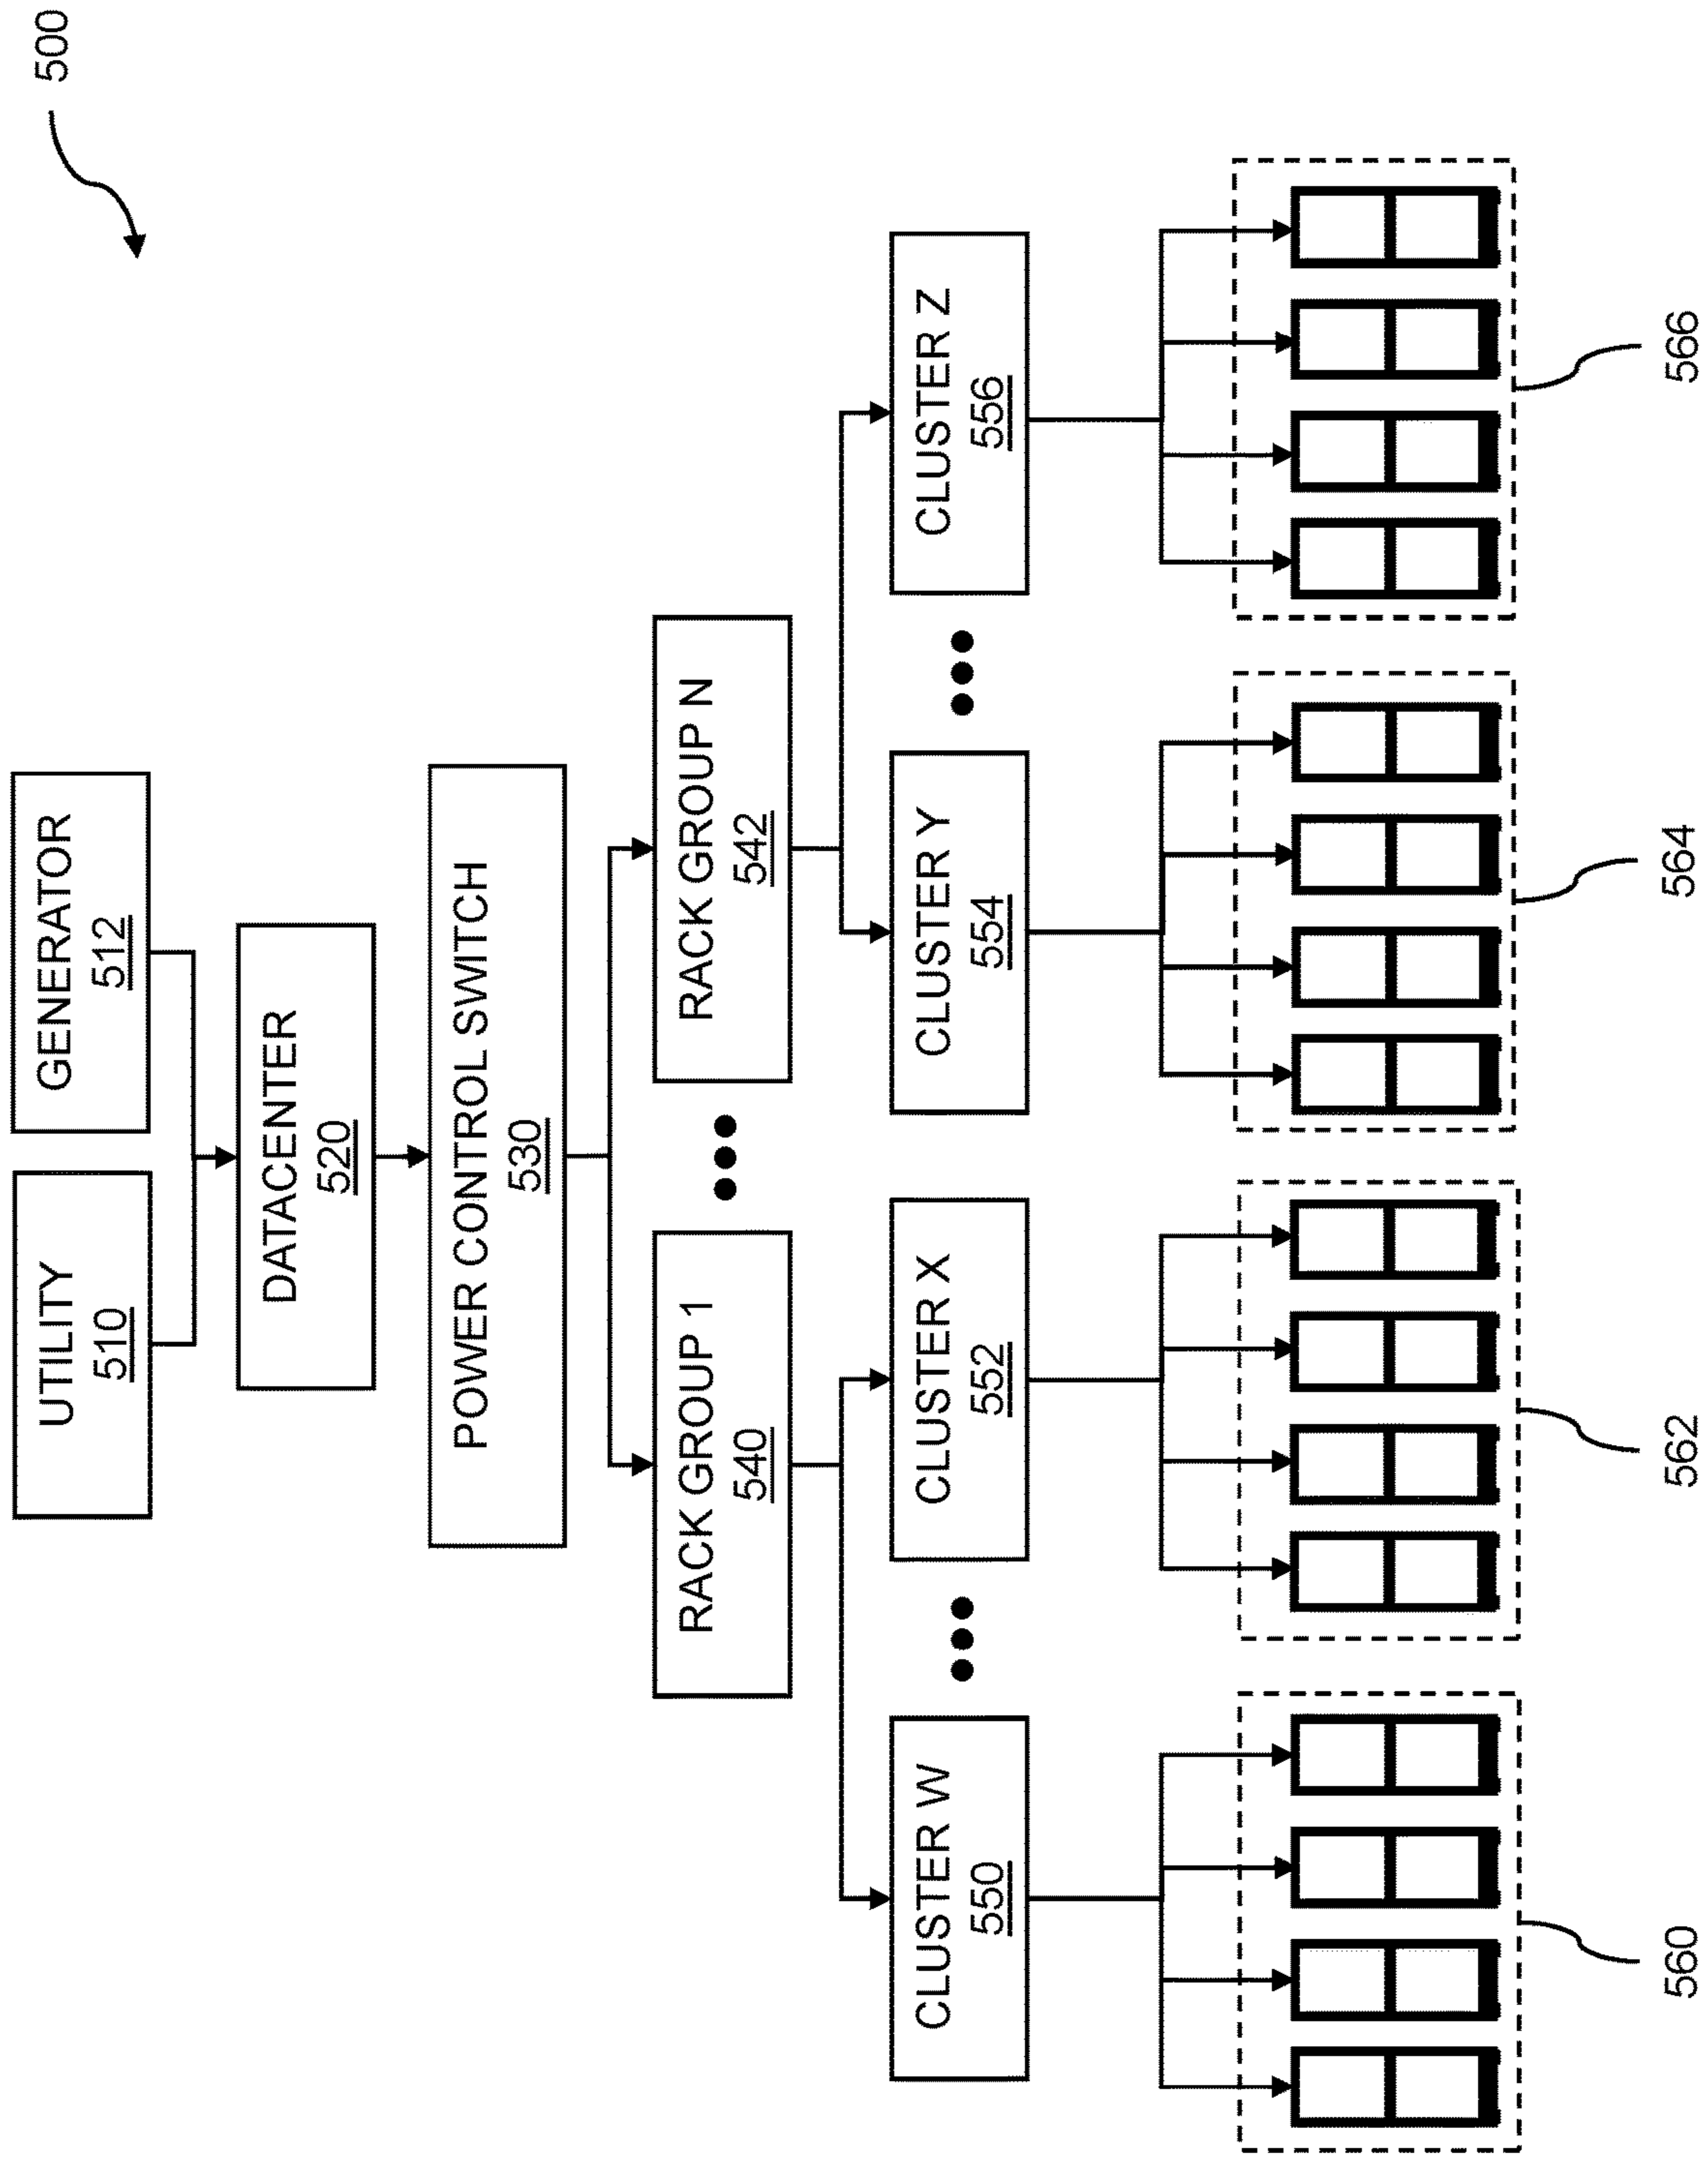 500
UTILITY
510
GENERATOR
512
DATACENTER
520
POWER CONTROL SWITCH
530
RACK GROUP 1
540
RACK GROUP N
542
CLUSTER W
550
CLUSTER X
552
CLUSTER Y
554
CLUSTER Z
556
560
562
564
566